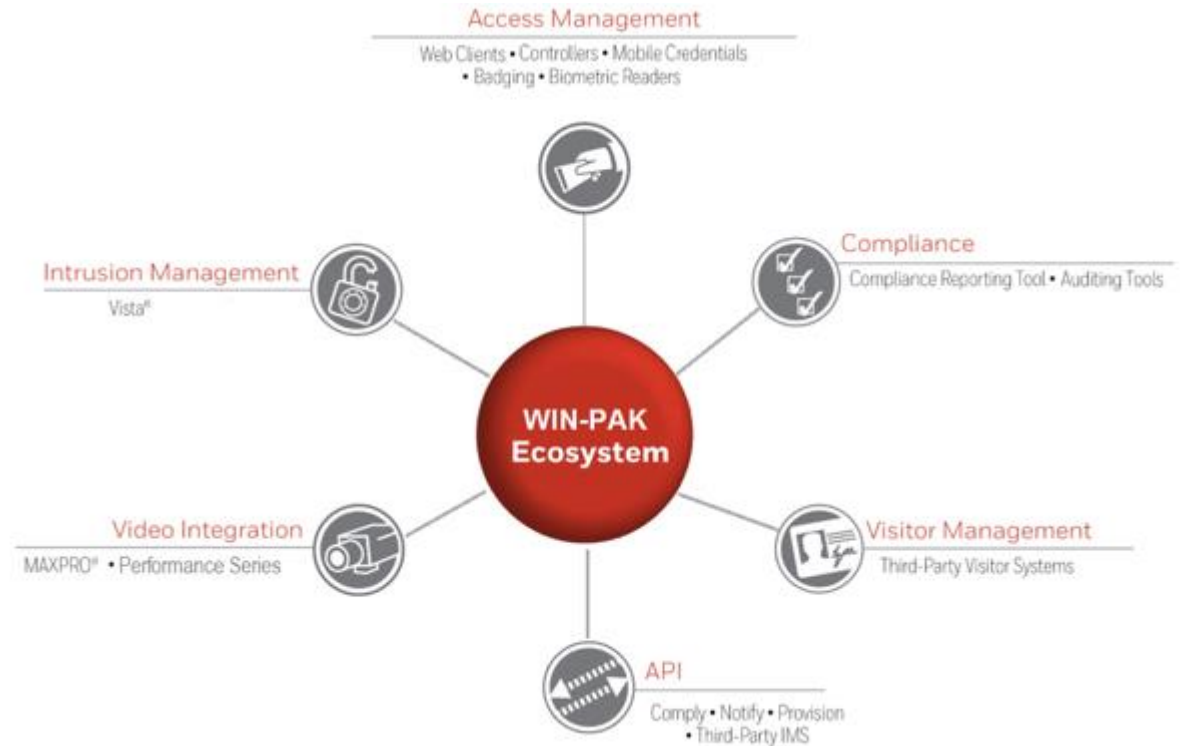 Access Management
Web Clients • Controllers • Mobile Credentials
• Badging • Biometric Readers
Compliance
Compliance Reporting Tool • Auditing Tools
Intrusion Management
Vista®
WIN-PAK
Ecosystem
Video Integration
MAXPRO® • Performance Series
Visitor Management
Third-Party Visitor Systems
API
Comply • Notify • Provision
• Third-Party IMS